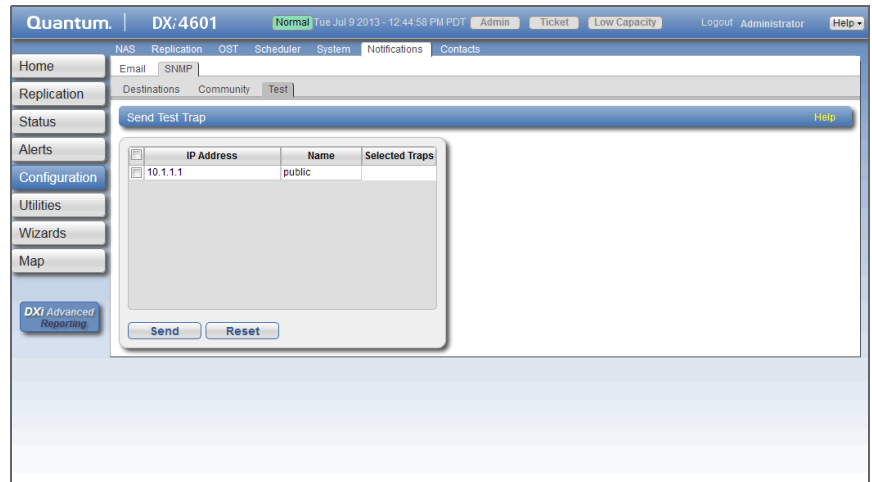 Quantum. DXi4601 Normal Tue Jul 9 2013 - 12:44:58 PM PDT Admin Ticket Low Capacity Logout Administrator Help
NAS Replication OST Scheduler System Notifications Contacts
Home
Email SNMP
Replication
Destinations Community Test
Status
Send Test Trap Help
Alerts
IP Address Name Selected Traps
Configuration
10.1.1.1 public
Utilities
Wizards
Map
DXi Advanced
Reporting
Send Reset